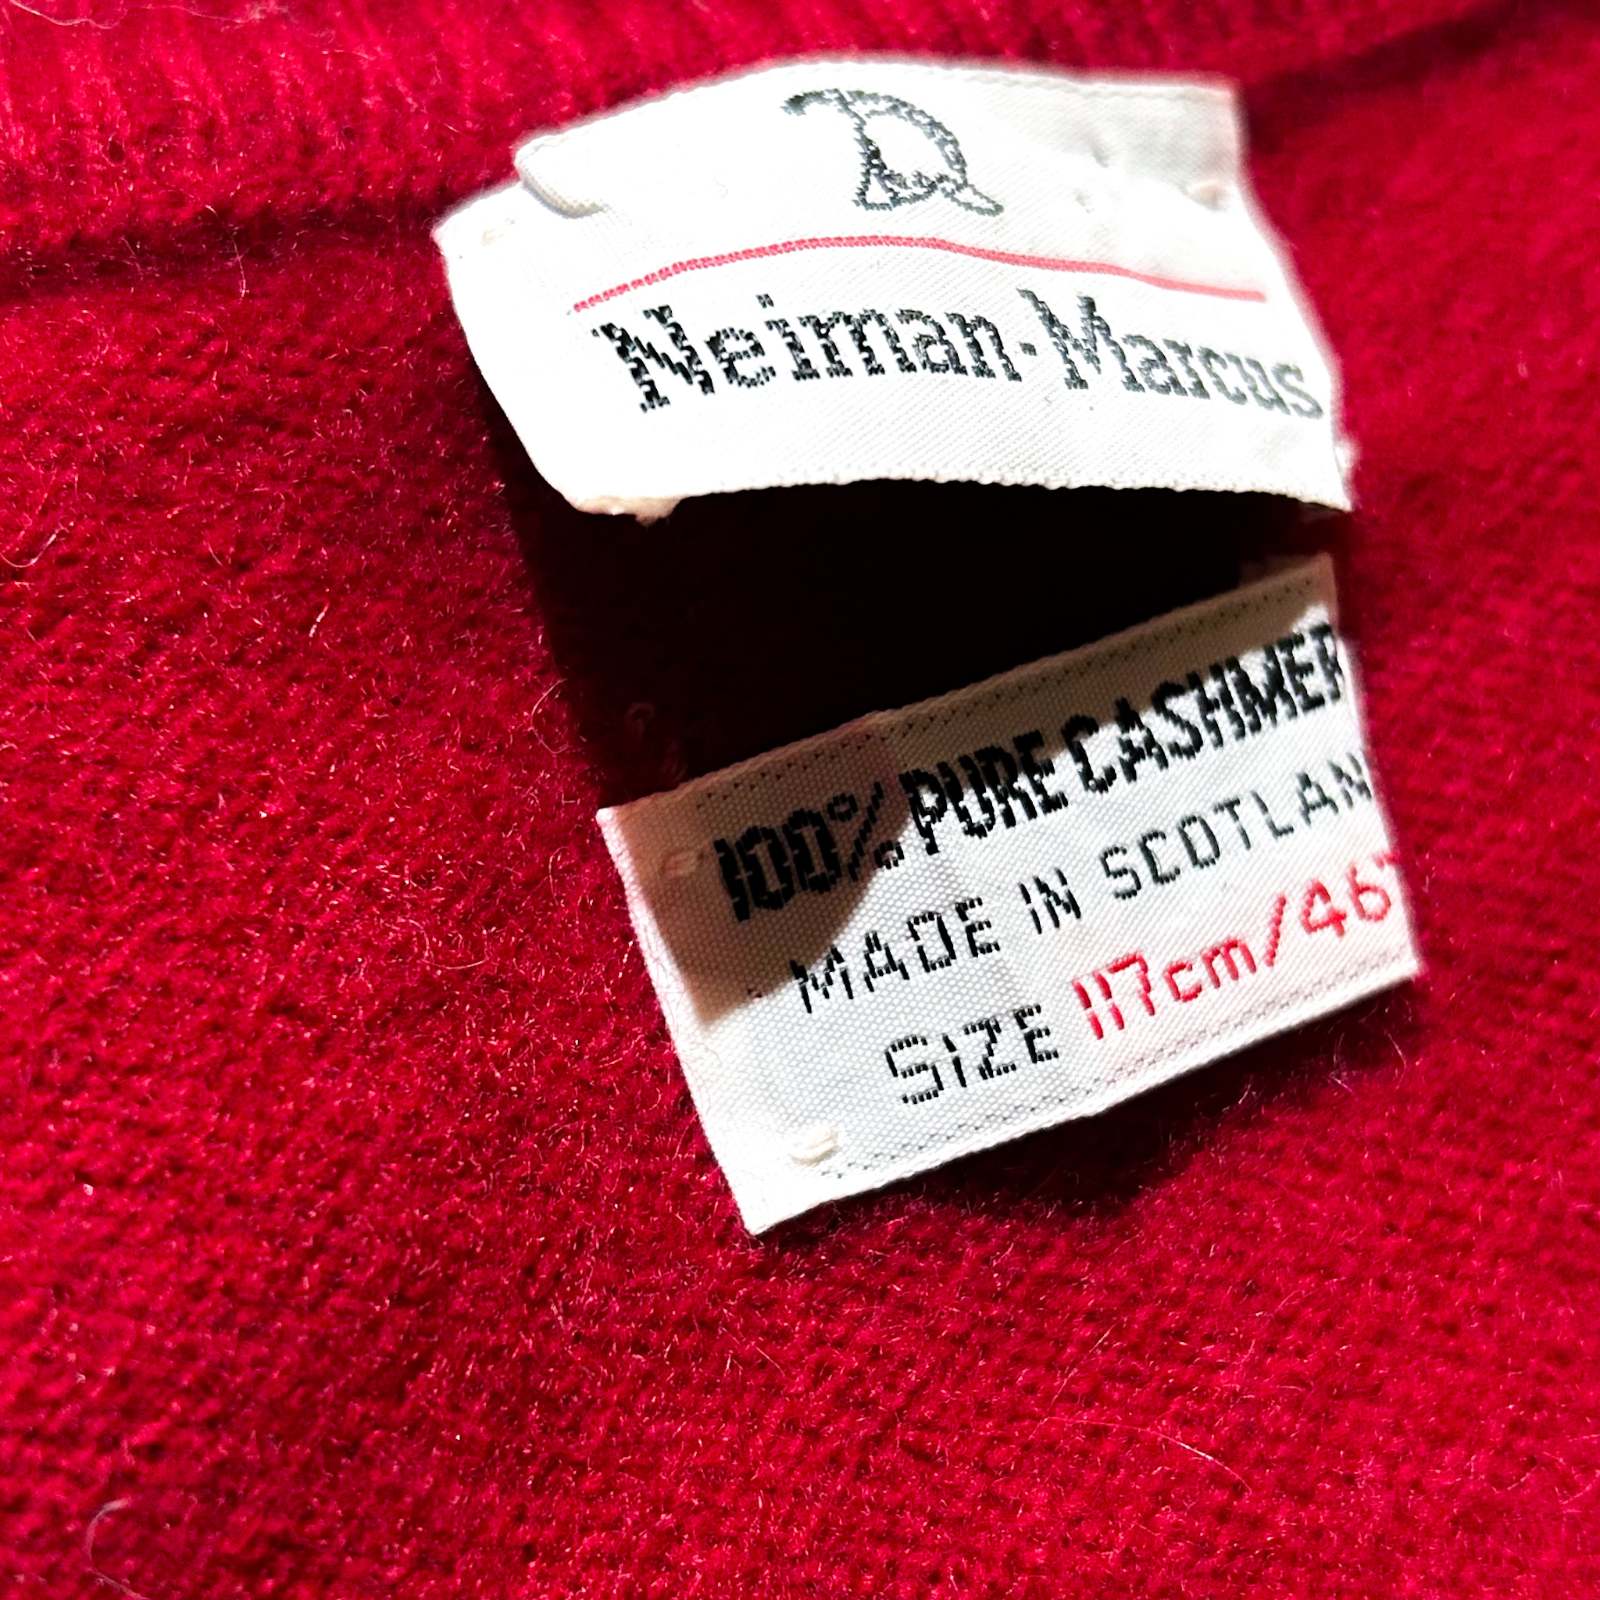 Neiman-Marcus
100% PURE CASHMER
MADE IN SCOTLAN
SIZE 117cm/46"